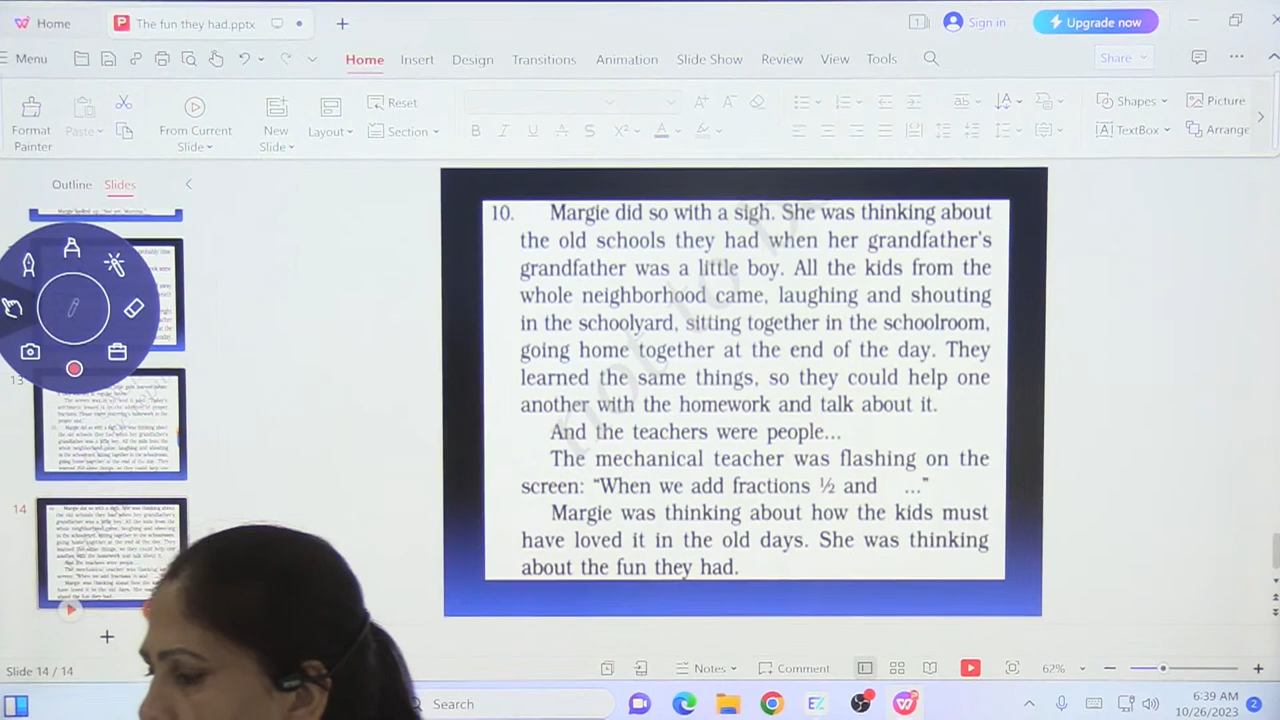 Home
The fun they had.pptx
1
Sign in
Upgrade now
Menu
Home
Insert
Design
Transitions
Animation
Slide Show
Review
View
Tools
Share
Format
Painter
Paste
From Current
Slide
New
Slide
Layout
Reset
Section
B I U A S X² A
Shapes
Picture
TextBox
Arrange
Outline
Slides
10. Margie did so with a sigh. She was thinking about
the old schools they had when her grandfather's
grandfather was a little boy. All the kids from the
whole neighborhood came, laughing and shouting
in the schoolyard, sitting together in the schoolroom,
going home together at the end of the day. They
learned the same things, so they could help one
another with the homework and talk about it.
And the teachers were people...
The mechanical teacher was flashing on the
screen: “When we add fractions ½ and ...”
Margie was thinking about how the kids must
have loved it in the old days. She was thinking
about the fun they had.
13
14
Slide 14 / 14
Notes
Comment
62%
Search
6:39 AM
10/26/2023
2